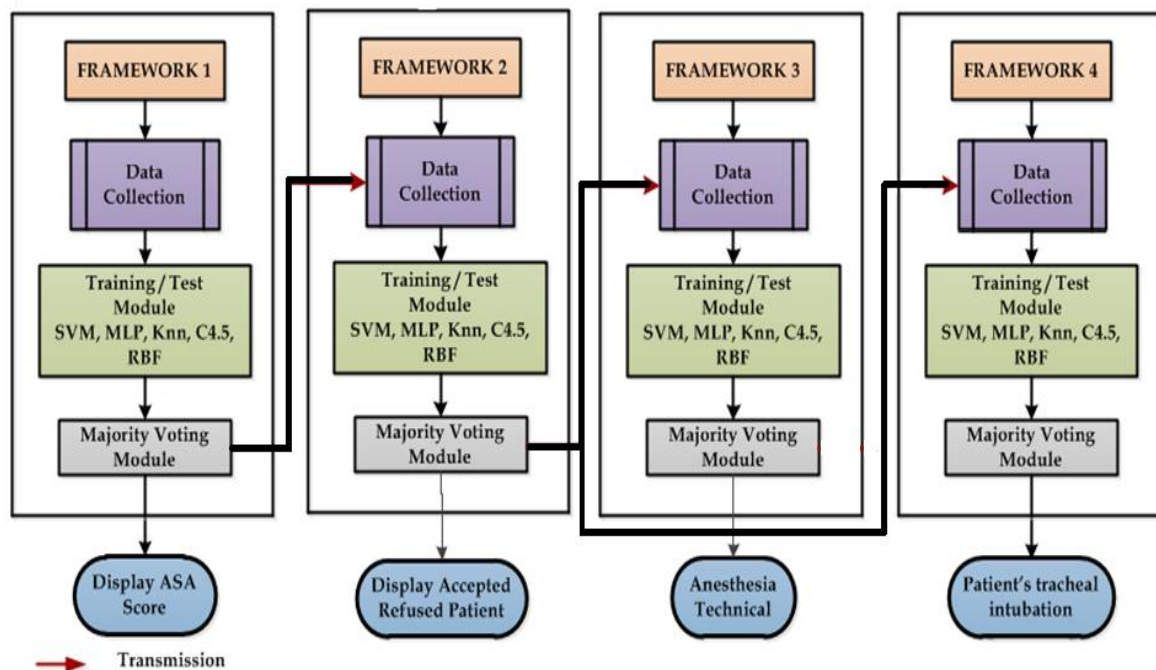 FRAMEWORK 1
Data
Collection
Training/Test
Module
SVM, MLP, Knn, C4.5,
RBF
Majority Voting
Module
Display ASA
Score
FRAMEWORK 2
Data
Collection
Training/Test
Module
SVM, MLP, Knn, C4.5,
RBF
Majority Voting
Module
Display Accepted
Refused Patient
FRAMEWORK 3
Data
Collection
Training/Test
Module
SVM, MLP, Knn, C4.5,
RBF
Majority Voting
Module
Anesthesia
Technical
FRAMEWORK 4
Data
Collection
Training/Test
Module
SVM, MLP, Knn, C4.5,
RBF
Majority Voting
Module
Patient's tracheal
intubation
Transmission